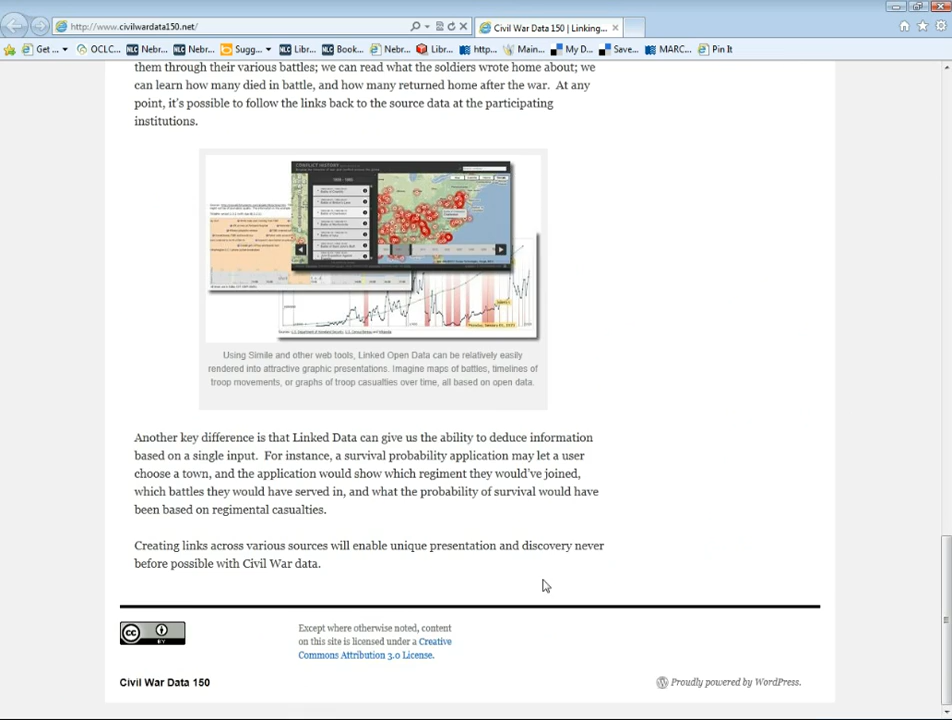 http://www.civilwardata150.net/
Civil War Data 150 | Linking...
Get ...
OCLC...
Nebr...
Nebr...
Sugg...
Libr...
Book...
Nebr...
Libr...
http...
Main...
My D...
Save...
MARC...
Pin It
them through their various battles; we can read what the soldiers wrote home about; we
can learn how many died in battle, and how many returned home after the war.  At any
point, it's possible to follow the links back to the source data at the participating
institutions.
CONFLICT HISTORY
Using Simile and other web tools, Linked Open Data can be relatively easily
rendered into attractive graphic presentations. Imagine maps of battles, timelines of
troop movements, or graphs of troop casualties over time, all based on open data.
Another key difference is that Linked Data can give us the ability to deduce information
based on a single input.  For instance, a survival probability application may let a user
choose a town, and the application would show which regiment they would've joined,
which battles they would have served in, and what the probability of survival would have
been based on regimental casualties.
Creating links across various sources will enable unique presentation and discovery never
before possible with Civil War data.
cc BY
Except where otherwise noted, content
on this site is licensed under a Creative
Commons Attribution 3.0 License.
Civil War Data 150
Proudly powered by WordPress.